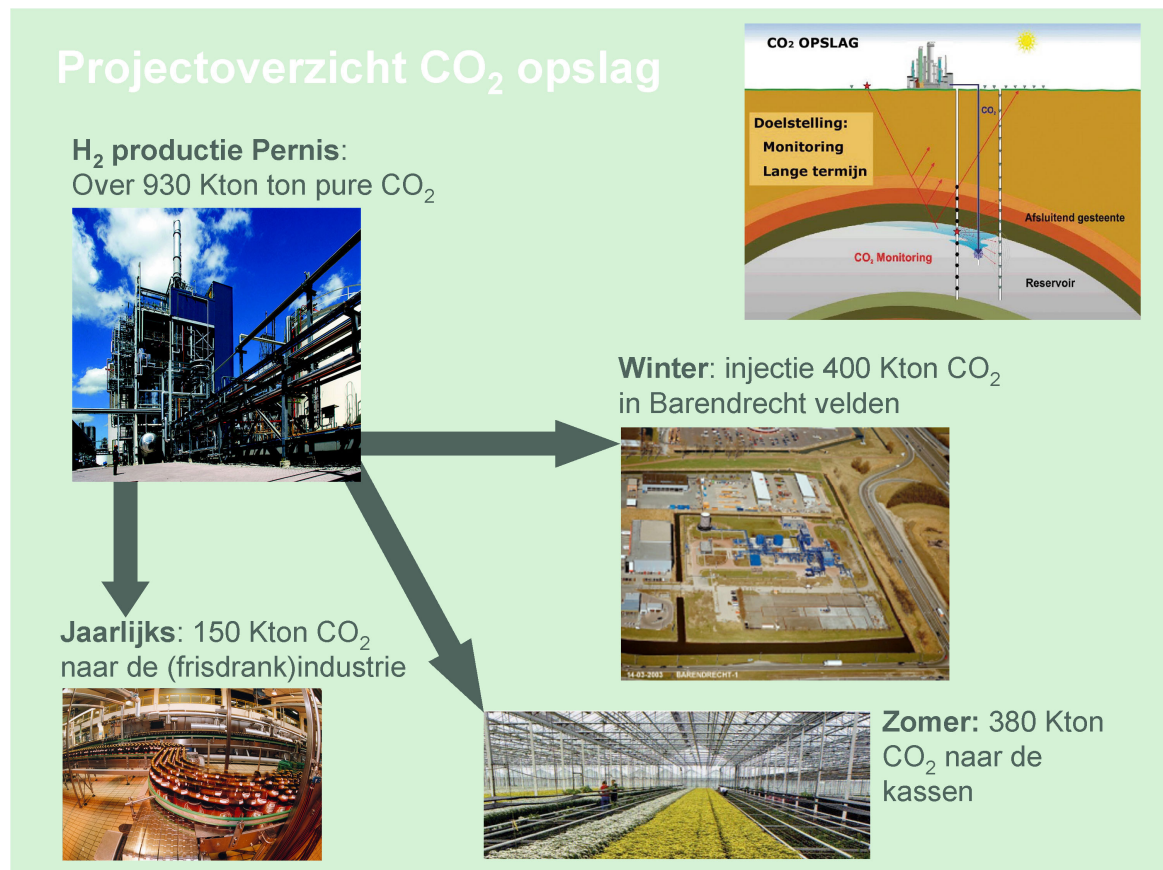 Projectoverzicht CO₂ opslag
H₂ productie Pernis:
Over 930 Kton ton pure CO₂
CO₂ OPSLAG
CO₂
Doelstelling:
Monitoring
Lange termijn
Afsluitend gesteente
CO₂ Monitoring
Reservoir
Winter: injectie 400 Kton CO₂
in Barendrecht velden
14-03-2003 BARENDRECHT-1
Jaarlijks: 150 Kton CO₂
naar de (frisdrank)industrie
Zomer: 380 Kton
CO₂ naar de
kassen